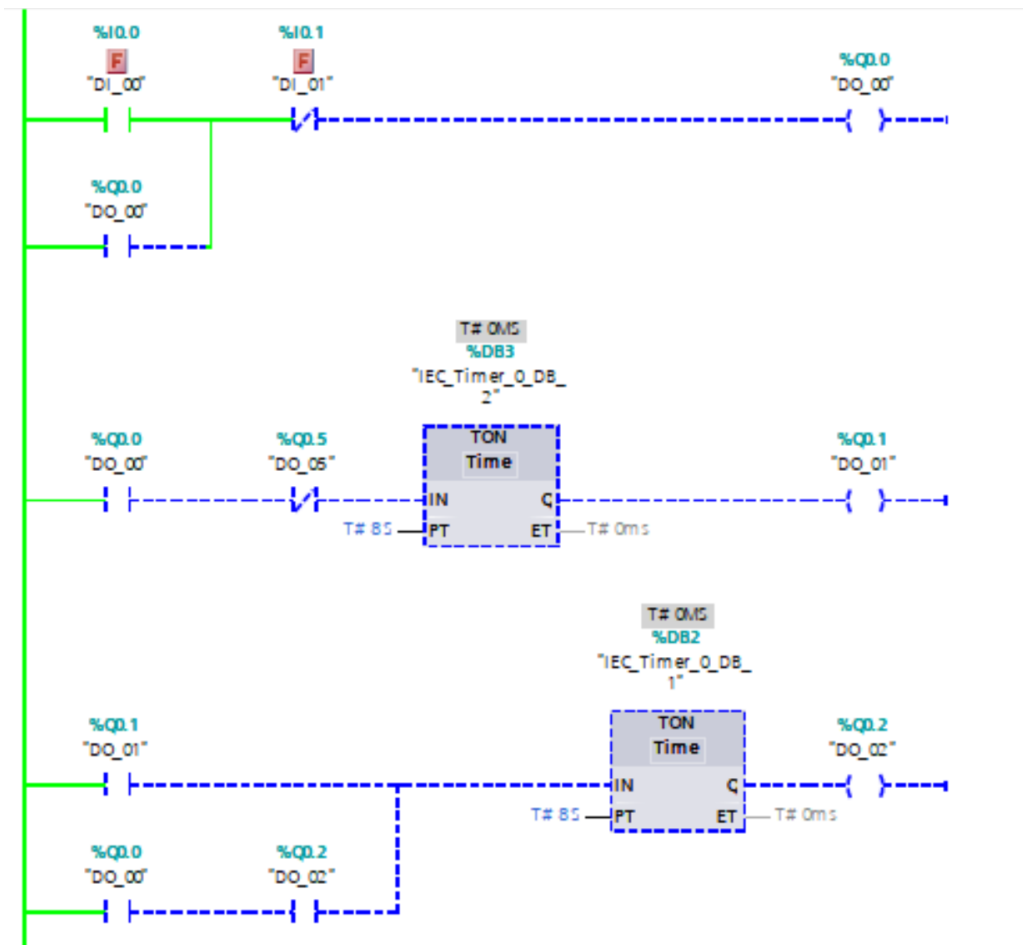 %I0.0 %I0.1
F F %Q0.0
"DI_00" "DI_01" "DO_00"
%Q0.0
"DO_00"
T# 0MS
%DB3
"IEC_Timer_0_DB_
2"
%Q0.0 %Q0.5 TON %Q0.1
"DO_00" "DO_05" Time "DO_01"
IN Q
T# 8S PT ET T# 0ms
T# 0MS
%DB2
"IEC_Timer_0_DB_
1"
%Q0.1 TON %Q0.2
"DO_01" Time "DO_02"
IN Q
T# 8S PT ET T# 0ms
%Q0.0 %Q0.2
"DO_00" "DO_02"